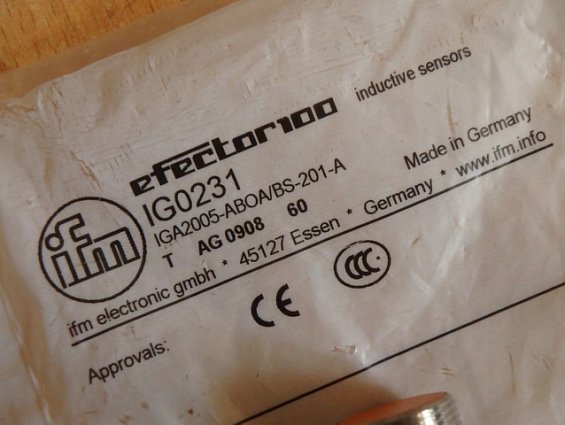 efector100 inductive sensors
IG0231
IGA2005-ABOA/BS-201-A
T AG 0908 60 Made in Germany
ifm
ifm electronic gmbh * 45127 Essen * Germany * www.ifm.info
CE CCC
Approvals: